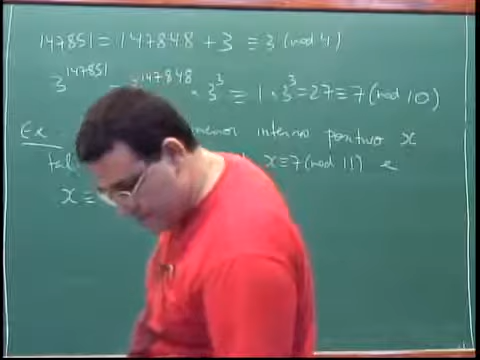 147851 = 147848 + 3 ≡ 3 (mod 4)
3^147851 = 3^147848 · 3^3 ≡ 1 · 3^3 = 27 ≡ 7 (mod 10)
Ex menor inteiro positivo x
tal x ≡ 7 (mod 11) e
x ≡